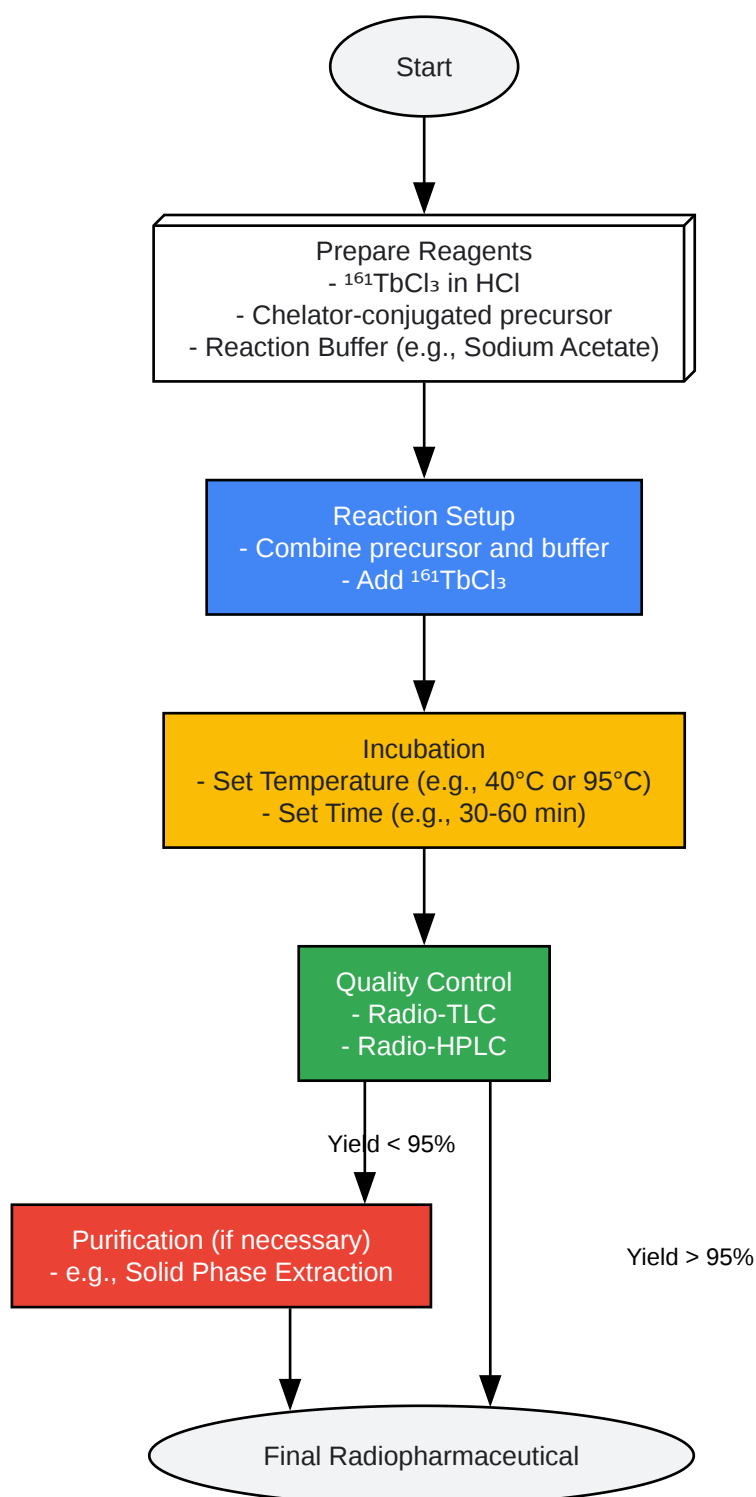 Start
Prepare Reagents
- ¹⁶¹TbCl₃ in HCl
- Chelator-conjugated precursor
- Reaction Buffer (e.g., Sodium Acetate)
Reaction Setup
- Combine precursor and buffer
- Add ¹⁶¹TbCl₃
Incubation
- Set Temperature (e.g., 40°C or 95°C)
- Set Time (e.g., 30-60 min)
Quality Control
- Radio-TLC
- Radio-HPLC
Yield < 95%
Purification (if necessary)
- e.g., Solid Phase Extraction
Yield > 95%
Final Radiopharmaceutical